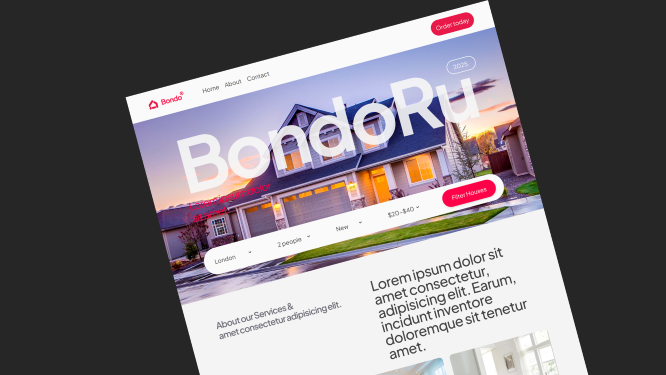 Bondo®
Home About Contact
Order today
2025
BondoRu
London
2 people
New
$20-$40
Filter Houses
About our Services &
amet consectetur adipisicing elit.
Lorem ipsum dolor sit
amet consectetur,
adipisicing elit. Earum,
incidunt inventore
doloremque sit tenetur
amet.